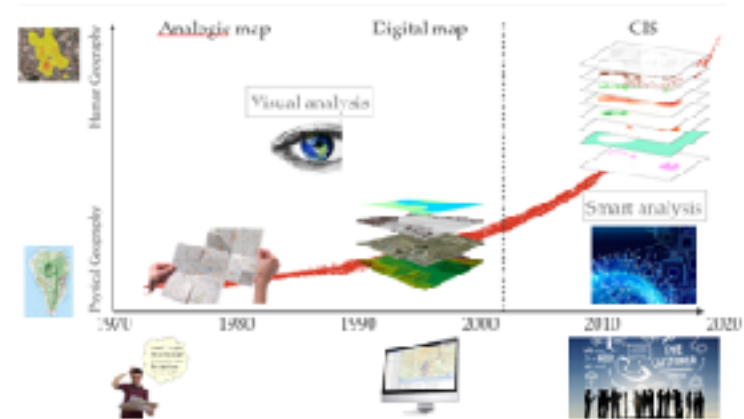 Analogic map
Digital map
GIS
Human Geography
Visual analysis
Physical Geography
Smart analysis
1970
1980
1990
2000
2010
2020